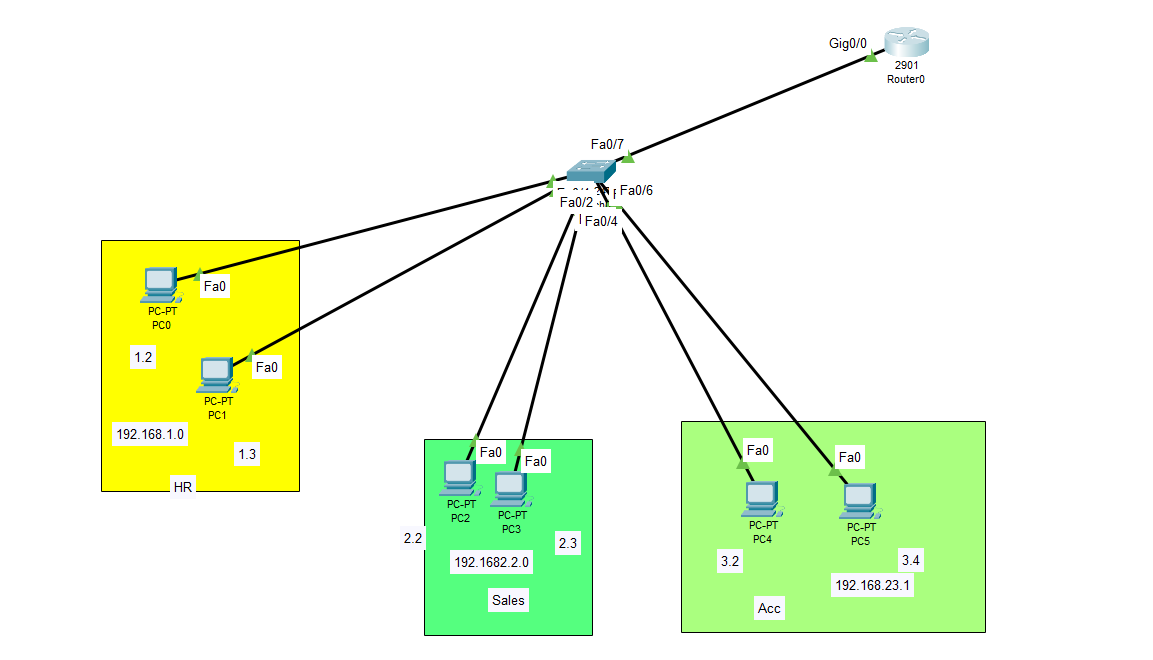 Gig0/0
2901
Router0
Fa0/7
Fa0/6
Fa0/2
Fa0/4
Fa0
PC-PT
PC0
1.2
Fa0
PC-PT
PC1
192.168.1.0
1.3
HR
Fa0
Fa0
PC-PT
PC2
PC-PT
PC3
2.2
2.3
192.1682.2.0
Sales
Fa0
Fa0
PC-PT
PC4
PC-PT
PC5
3.2
3.4
192.168.23.1
Acc